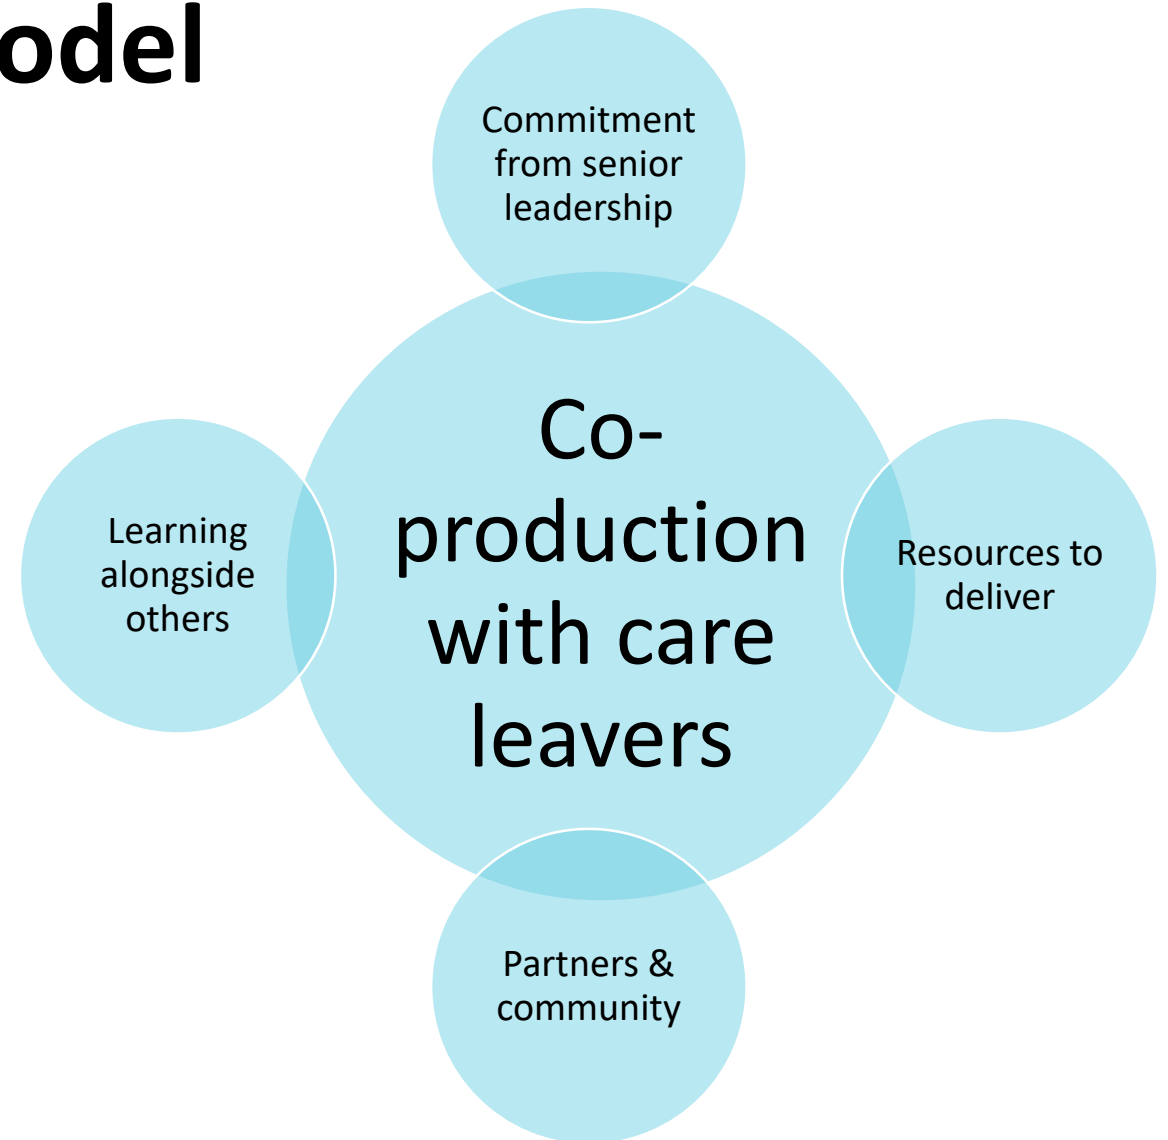 odel
Commitment
from senior
leadership
Co-
production
with care
leavers
Learning
alongside
others
Resources to
deliver
Partners &
community